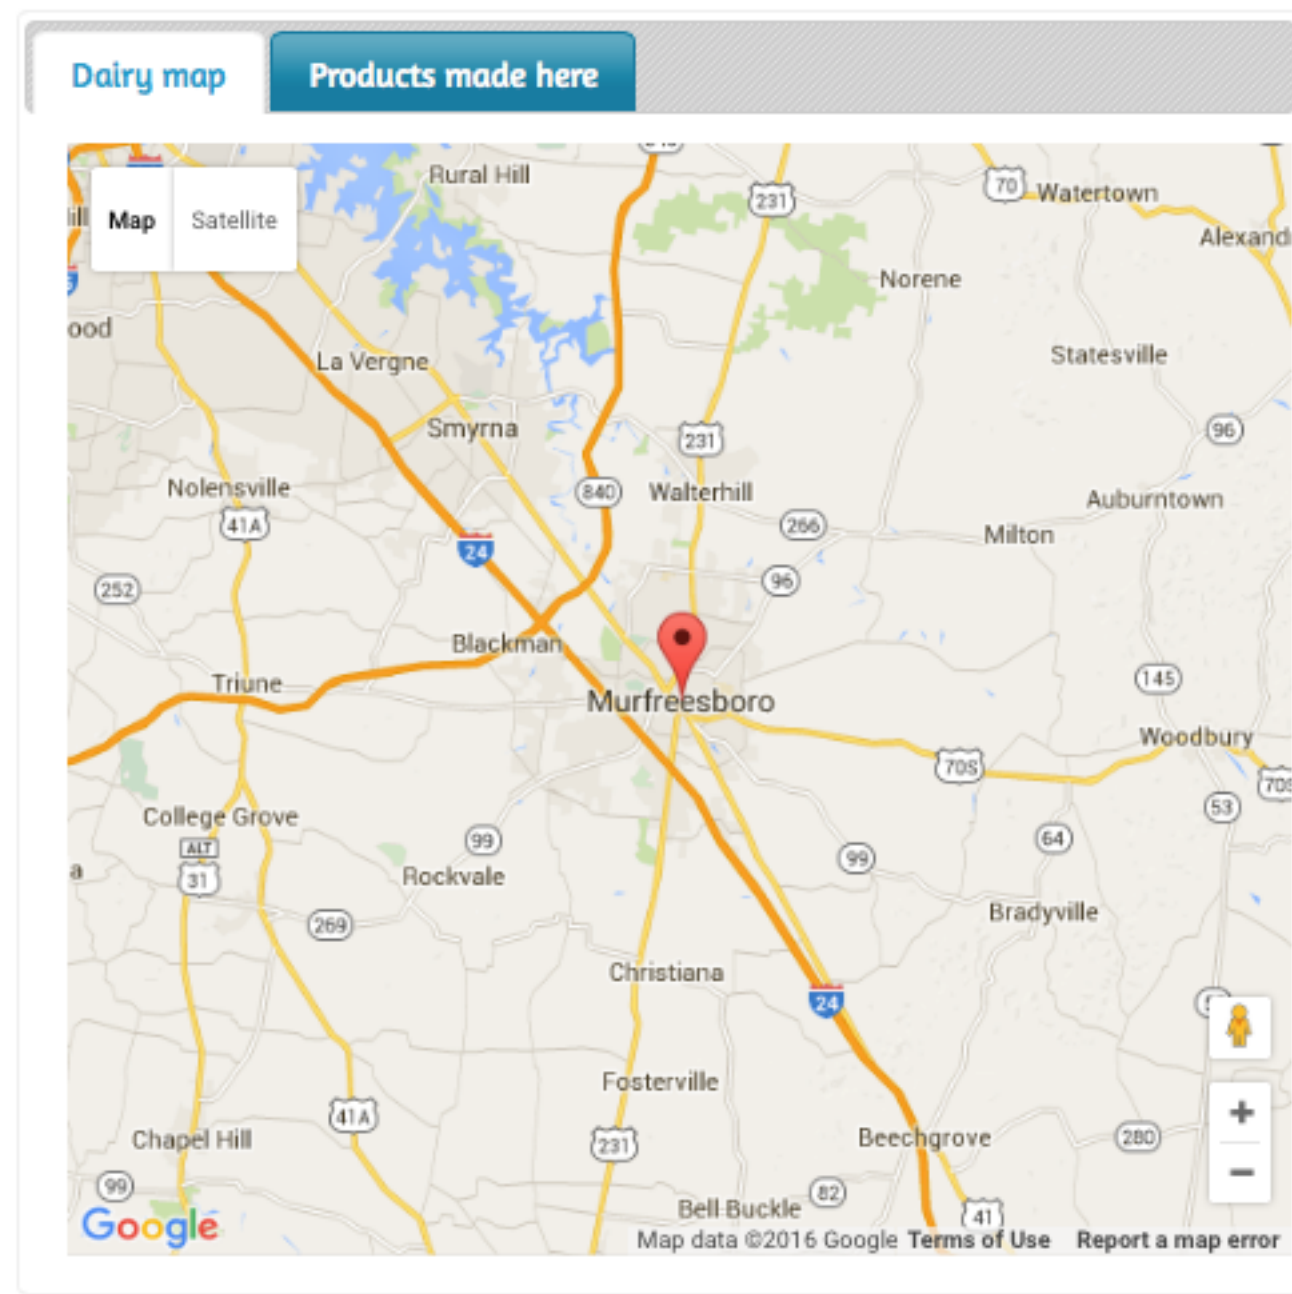 Dairy map
Products made here
Map
Satellite
Rural Hill
231
70
Watertown
Norene
La Vergne
Statesville
Smyrna
231
96
Nolensville
840
Walterhill
Auburntown
41A
266
Milton
24
252
96
Blackman
Triune
145
Murfreesboro
Woodbury
70S
70S
53
College Grove
ALT
31
99
64
99
Rockvale
269
Bradyville
Christiana
24
Fosterville
41A
Chapel Hill
231
Beechgrove
280
99
82
Bell Buckle
41
Google
Map data ©2016 Google
Terms of Use
Report a map error